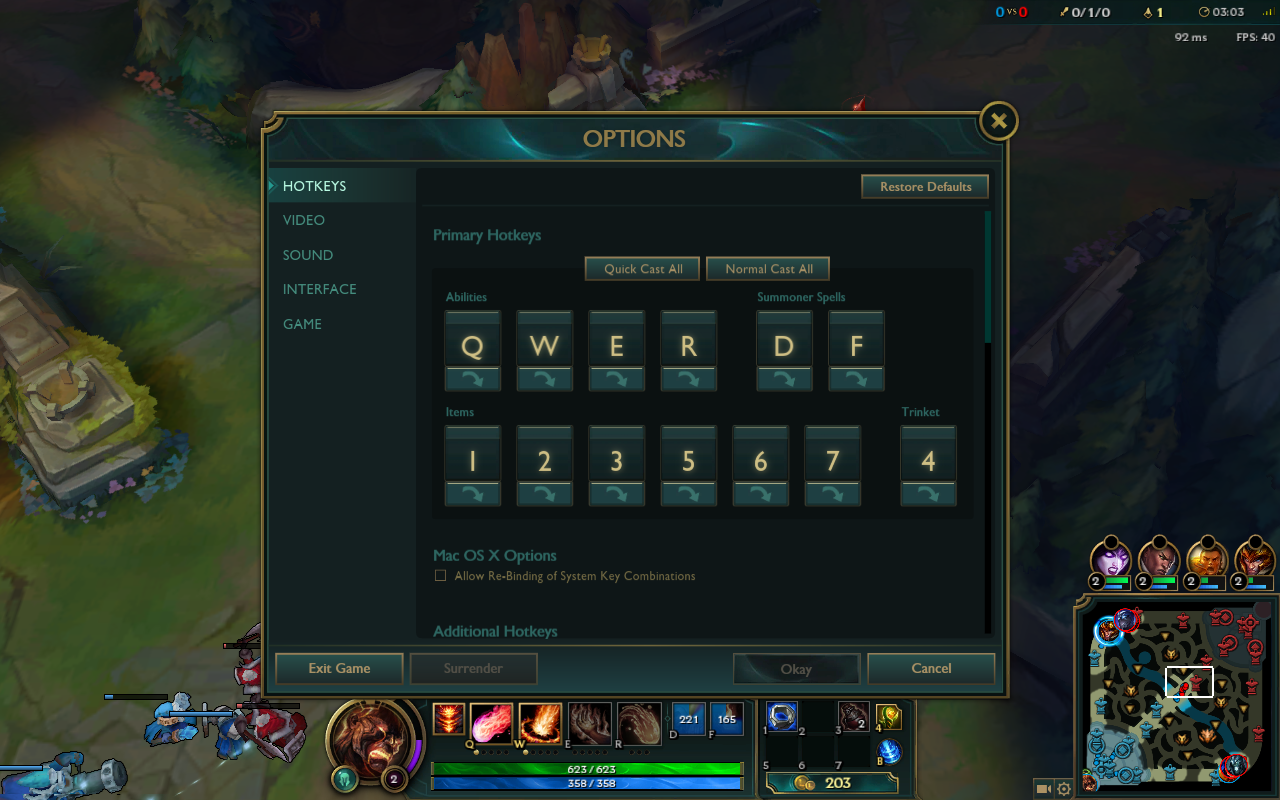 0 vs 0 0/1/0 1 03:03
92 ms FPS: 40
OPTIONS
HOTKEYS
VIDEO
SOUND
INTERFACE
GAME
Restore Defaults
Primary Hotkeys
Quick Cast All Normal Cast All
Abilities Summoner Spells
Q W E R D F
Items Trinket
1 2 3 5 6 7 4
Mac OS X Options
Allow Re-Binding of System Key Combinations
Additional Hotkeys
2 2 2 2
Exit Game Surrender Okay Cancel
221 165
Q W E R D F
1 2 3 2 4
623 / 623
358 / 358
5 6 7 B
2
203